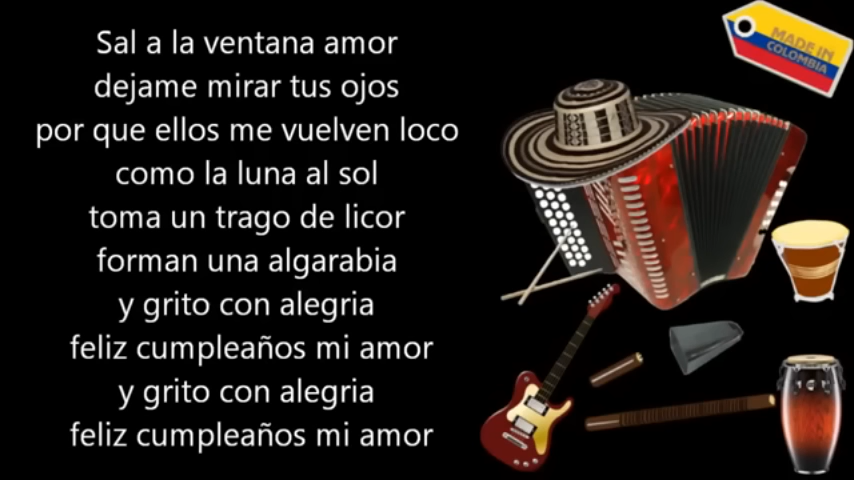 Sal a la ventana amor
dejame mirar tus ojos
por que ellos me vuelven loco
como la luna al sol
toma un trago de licor
forman una algarabia
y grito con alegria
feliz cumpleaños mi amor
y grito con alegria
feliz cumpleaños mi amor
MADE IN
COLOMBIA